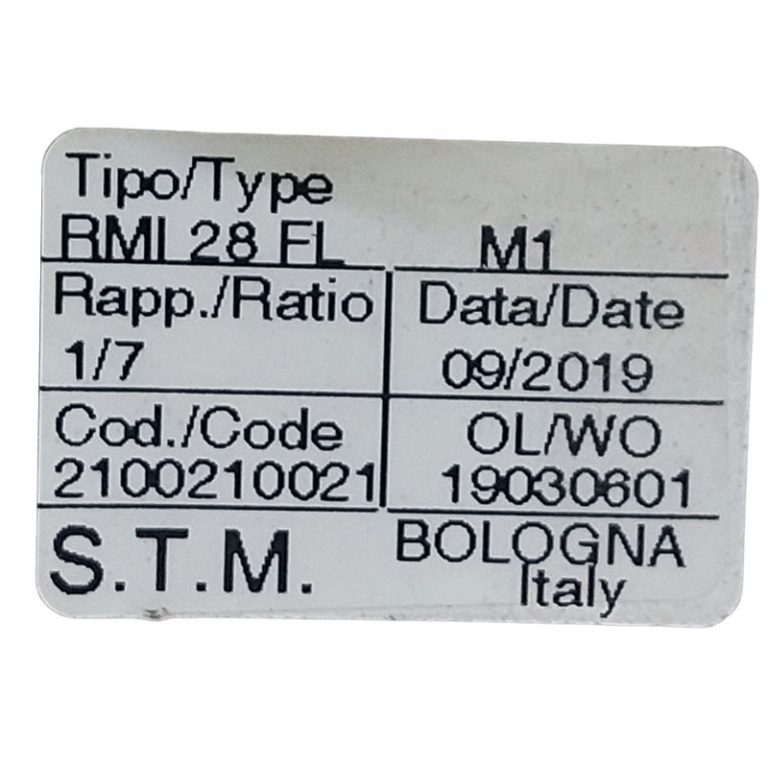 Tipo/Type
RMI 28 FL M1
Rapp./Ratio Data/Date
1/7 09/2019
Cod./Code OL/WO
2100210021 19030601
S.T.M. BOLOGNA
Italy